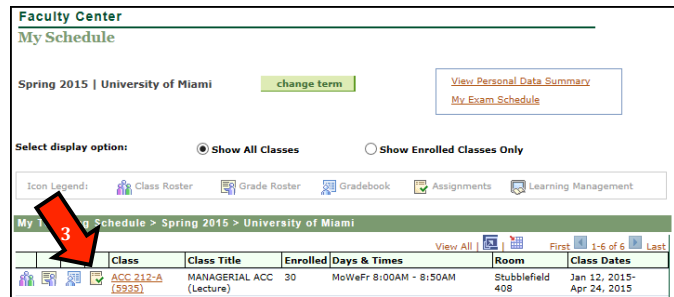 Faculty Center
My Schedule
Spring 2015 | University of Miami
change term
View Personal Data Summary
My Exam Schedule
Select display option:
Show All Classes
Show Enrolled Classes Only
Icon Legend: Class Roster Grade Roster Gradebook Assignments Learning Management
3
My T g Schedule > Spring 2015 > University of Miami
View All | | First 1-6 of 6 Last
Class Class Title Enrolled Days & Times Room Class Dates
ACC 212-A MANAGERIAL ACC 30 MoWeFr 8:00AM - 8:50AM Stubblefield Jan 12, 2015-
(5935) (Lecture) 408 Apr 24, 2015